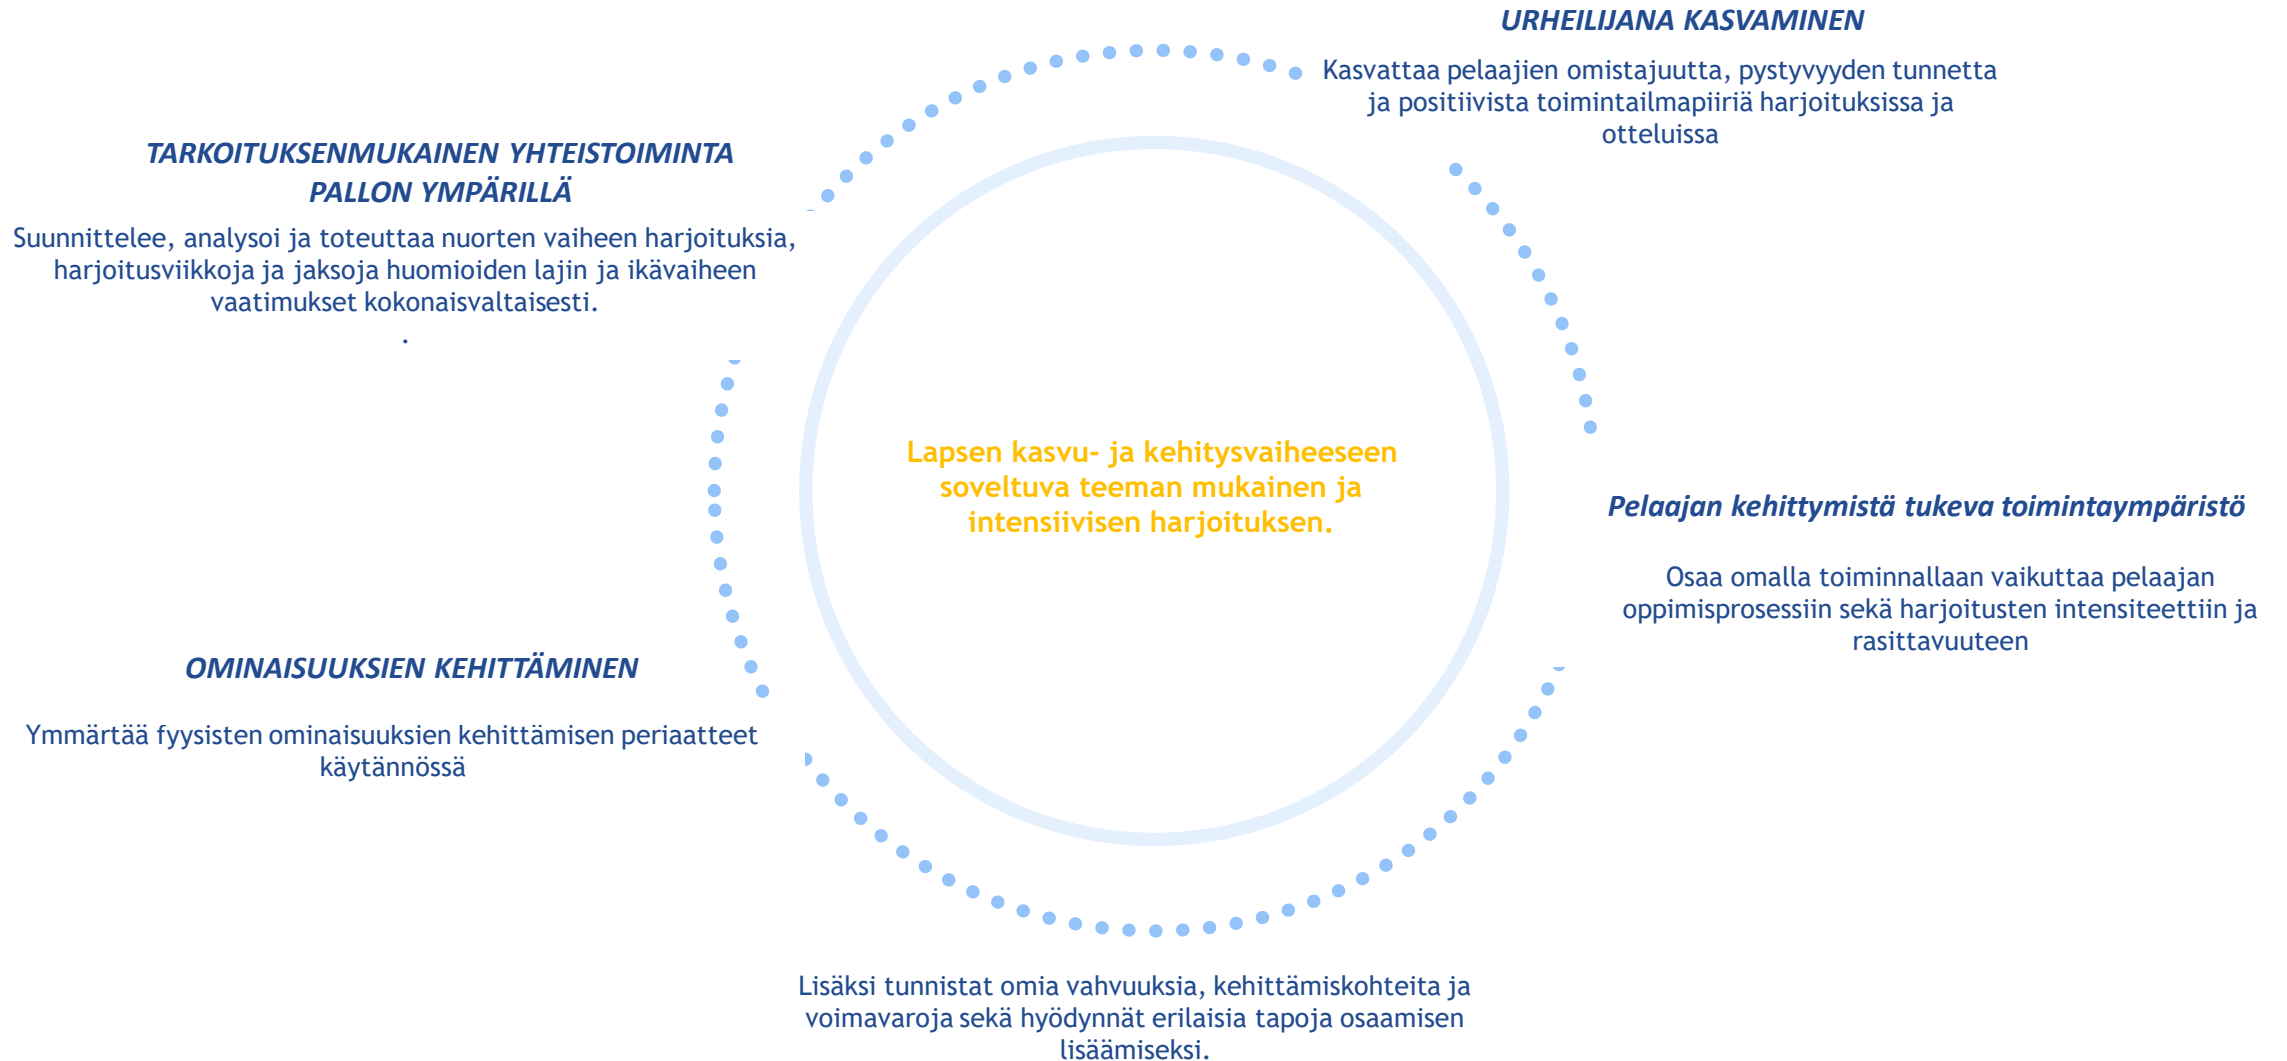 URHEILIJANA KASVAMINEN
Kasvattaa pelaajien omistajuutta, pystyvyyden tunnetta
ja positiivista toimintailmapiiriä harjoituksissa ja
otteluissa
TARKOITUKSENMUKAINEN YHTEISTOIMINTA
PALLON YMPÄRILLÄ
Suunnittelee, analysoi ja toteuttaa nuorten vaiheen harjoituksia,
harjoitusviikkoja ja jaksoja huomioiden lajin ja ikävaiheen
vaatimukset kokonaisvaltaisesti.
.
Lapsen kasvu- ja kehitysvaiheeseen
soveltuva teeman mukainen ja
intensiivisen harjoituksen.
Pelaajan kehittymistä tukeva toimintaympäristö
Osaa omalla toiminnallaan vaikuttaa pelaajan
oppimisprosessiin sekä harjoitusten intensiteettiin ja
rasittavuuteen
OMINAISUUKSIEN KEHITTÄMINEN
Ymmärtää fyysisten ominaisuuksien kehittämisen periaatteet
käytännössä
Lisäksi tunnistat omia vahvuuksia, kehittämiskohteita ja
voimavaroja sekä hyödynnät erilaisia tapoja osaamisen
lisäämiseksi.